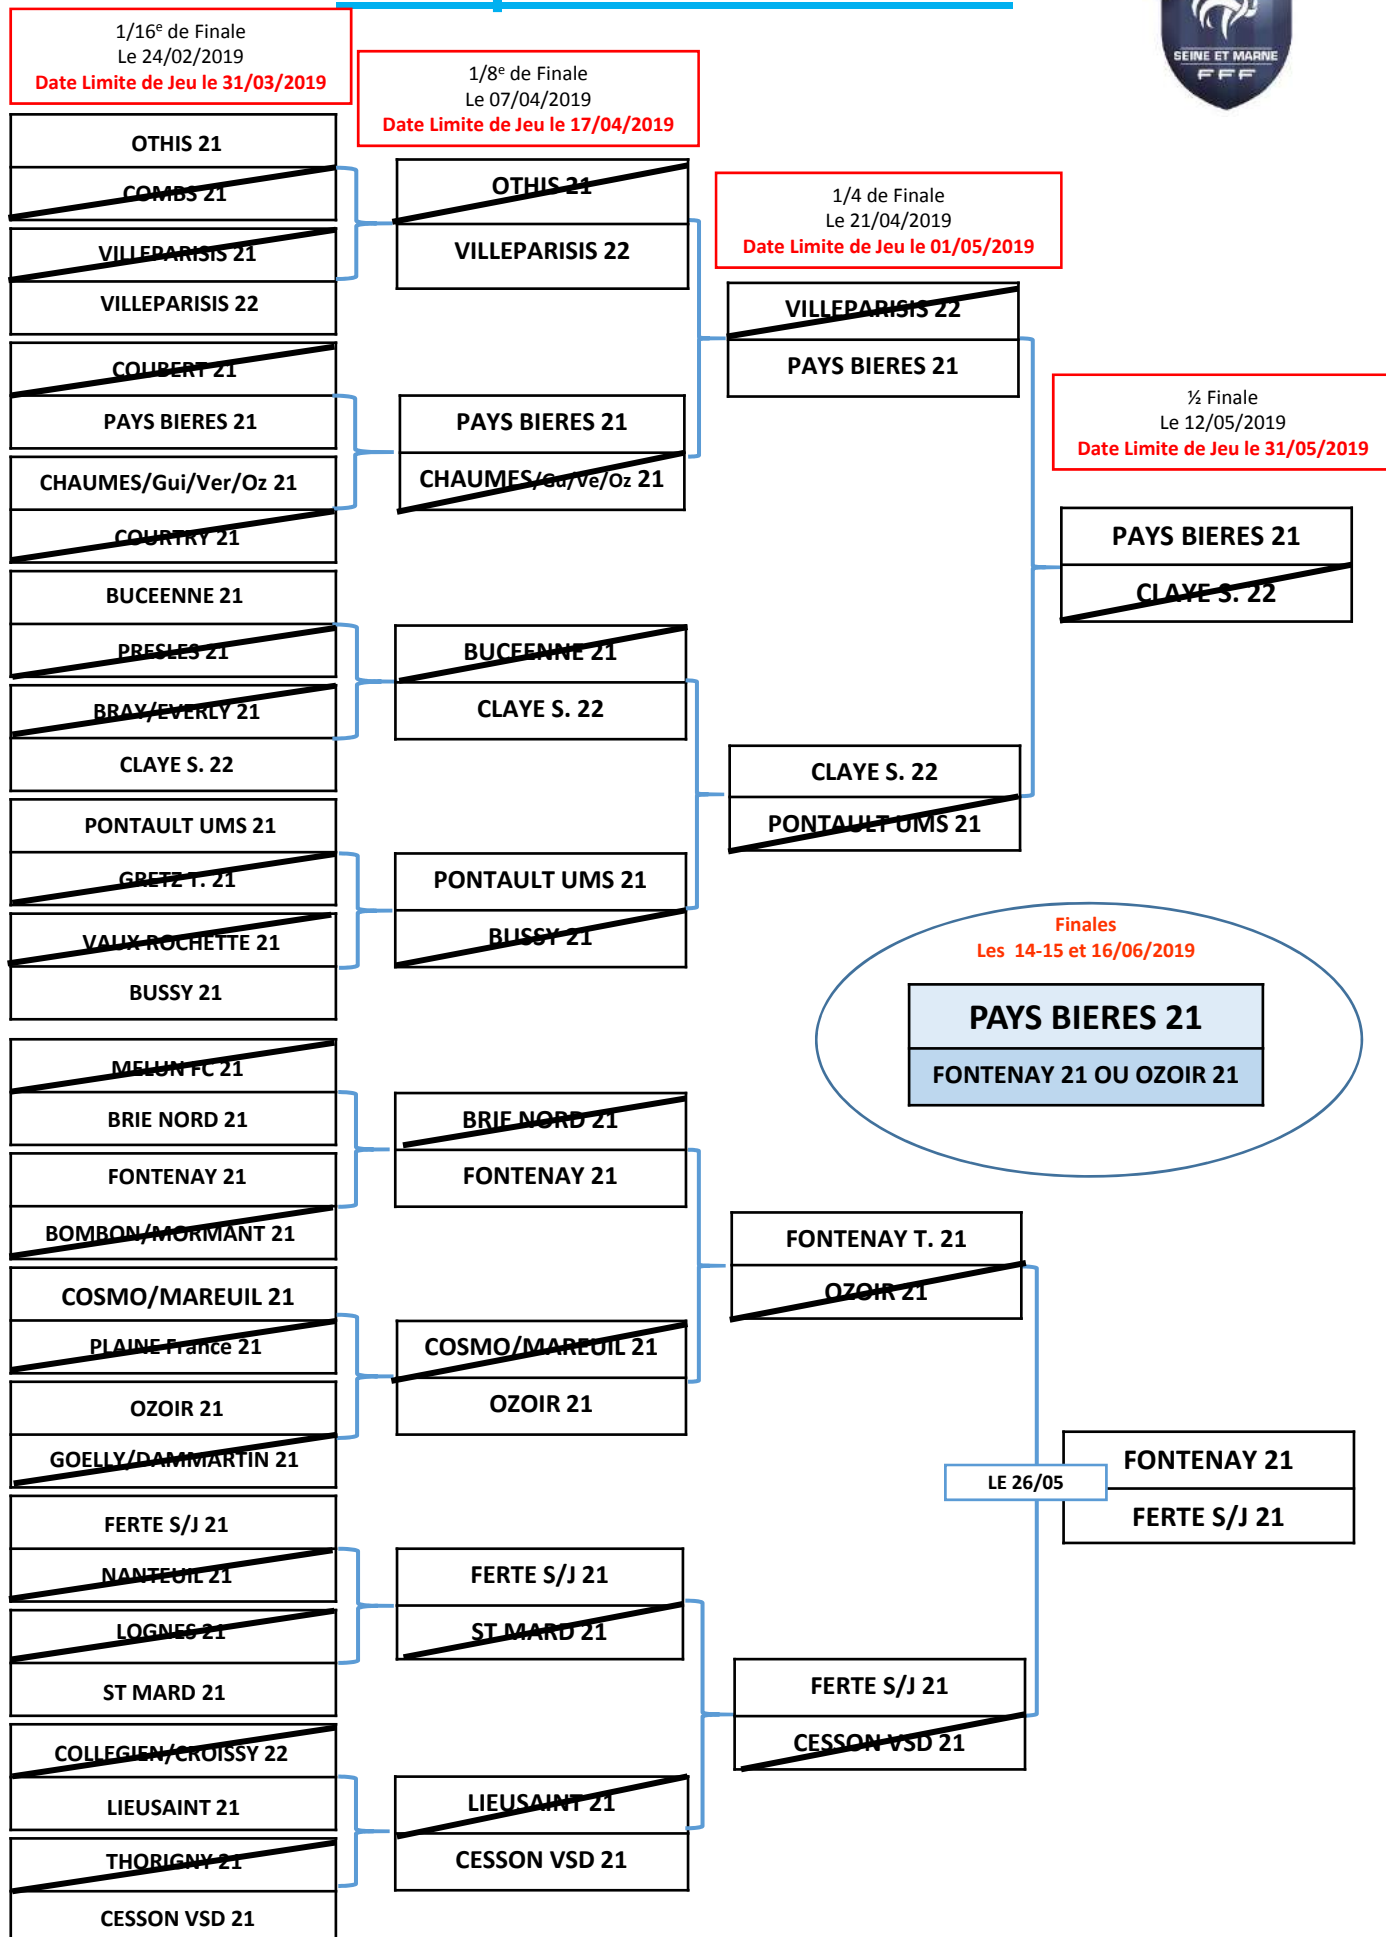 1/16e de Finale
Le 24/02/2019
Date Limite de Jeu le 31/03/2019
OTHIS 21
COMBS 21
VILLEPARISIS 21
VILLEPARISIS 22
COUBERT 21
PAYS BIERES 21
CHAUMES/Gui/Ver/Oz 21
COURTRY 21
BUCEENNE 21
PRESLES 21
BRAY/EVERLY 21
CLAYE S. 22
PONTAULT UMS 21
GRETZ T. 21
VAUX ROCHETTE 21
BUSSY 21
MELUN FC 21
BRIE NORD 21
FONTENAY 21
BOMBON/MORMANT 21
COSMO/MAREUIL 21
PLAINE France 21
OZOIR 21
GOELLY/DAMMARTIN 21
FERTE S/J 21
NANTEUIL 21
LOGNES 21
ST MARD 21
COLLEGIEN/CROISSY 22
LIEUSAINT 21
THORIGNY 21
CESSON VSD 21
1/8e de Finale
Le 07/04/2019
Date Limite de Jeu le 17/04/2019
OTHIS 21
VILLEPARISIS 22
PAYS BIERES 21
CHAUMES/Gu/Ve/Oz 21
BUCEENNE 21
CLAYE S. 22
PONTAULT UMS 21
BUSSY 21
BRIE NORD 21
FONTENAY 21
COSMO/MAREUIL 21
OZOIR 21
FERTE S/J 21
ST MARD 21
LIEUSAINT 21
CESSON VSD 21
1/4 de Finale
Le 21/04/2019
Date Limite de Jeu le 01/05/2019
VILLEPARISIS 22
PAYS BIERES 21
CLAYE S. 22
PONTAULT UMS 21
FONTENAY T. 21
OZOIR 21
FERTE S/J 21
CESSON VSD 21
SEINE ET MARNE
FFF
½ Finale
Le 12/05/2019
Date Limite de Jeu le 31/05/2019
PAYS BIERES 21
CLAYE S. 22
Finales
Les 14-15 et 16/06/2019
PAYS BIERES 21
FONTENAY 21 OU OZOIR 21
LE 26/05
FONTENAY 21
FERTE S/J 21